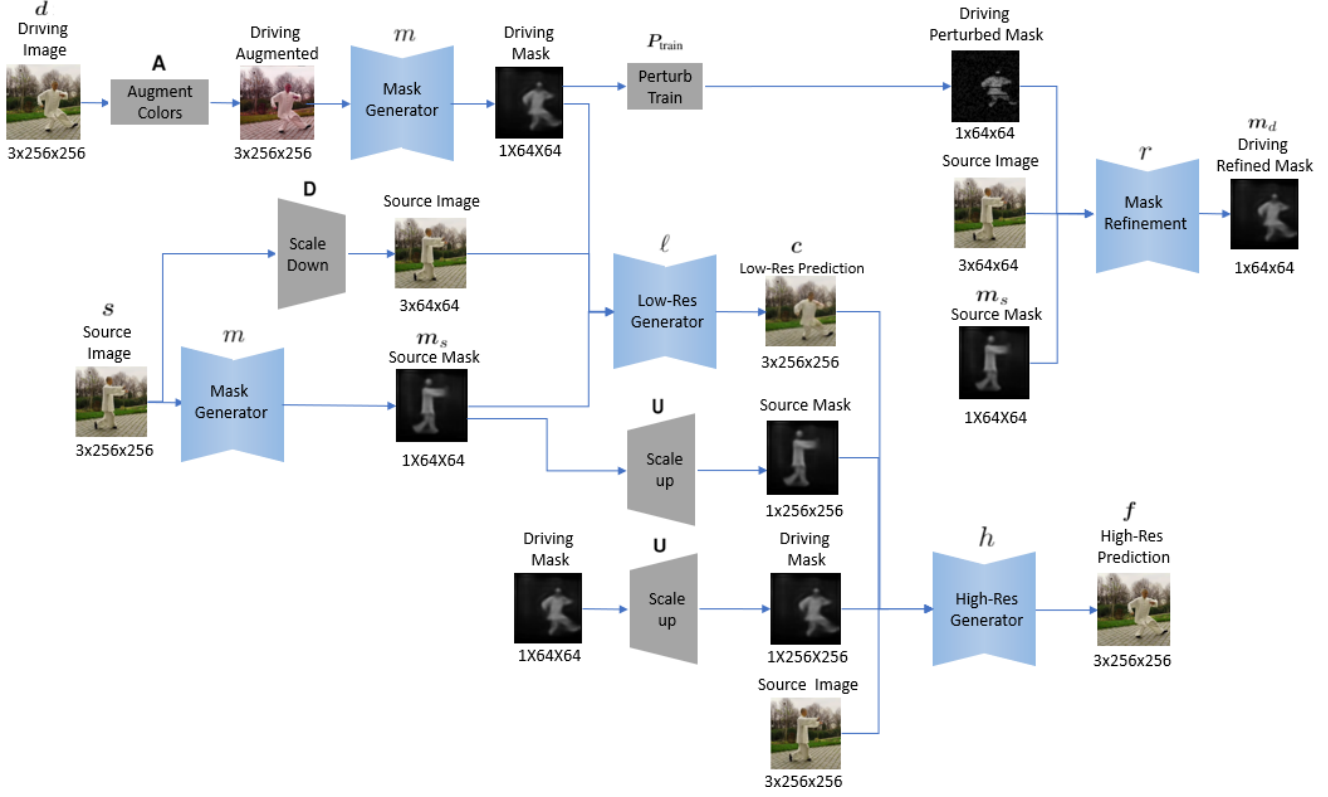 d
Driving
Image
3x256x256
A
Augment
Colors
Driving
Augmented
3x256x256
m
Mask
Generator
Driving
Mask
1X64X64
P_train
Perturb
Train
Driving
Perturbed Mask
1x64x64
Source Image
3x64x64
m_s
Source Mask
1X64X64
r
Mask
Refinement
m_d
Driving
Refined Mask
1x64x64
D
Scale
Down
Source Image
3x64x64
s
Source
Image
3x256x256
m
Mask
Generator
m_s
Source Mask
1X64X64
ℓ
Low-Res
Generator
c
Low-Res Prediction
3x256x256
U
Scale
up
Source Mask
1x256x256
Driving
Mask
1X64X64
U
Scale
up
Driving
Mask
1X256X256
Source Image
3x256x256
h
High-Res
Generator
f
High-Res
Prediction
3x256x256